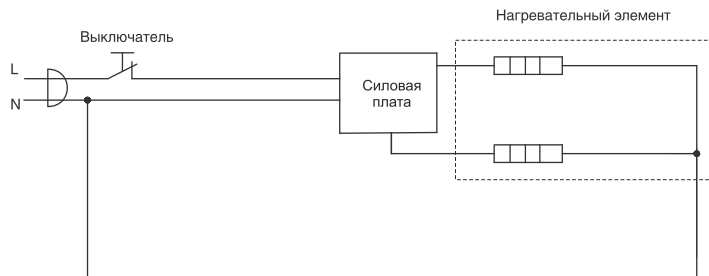 Нагревательный элемент
Выключатель
L
N
Силовая
плата